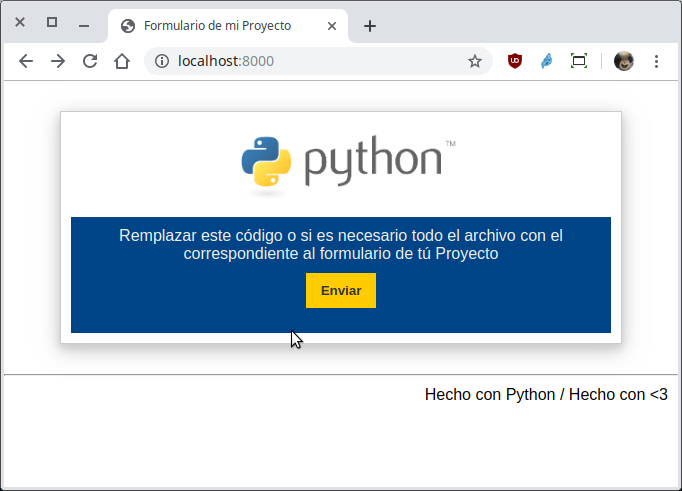 Formulario de mi Proyecto
localhost:8000
python™
Remplazar este código o si es necesario todo el archivo con el
correspondiente al formulario de tú Proyecto
Enviar
Hecho con Python / Hecho con <3